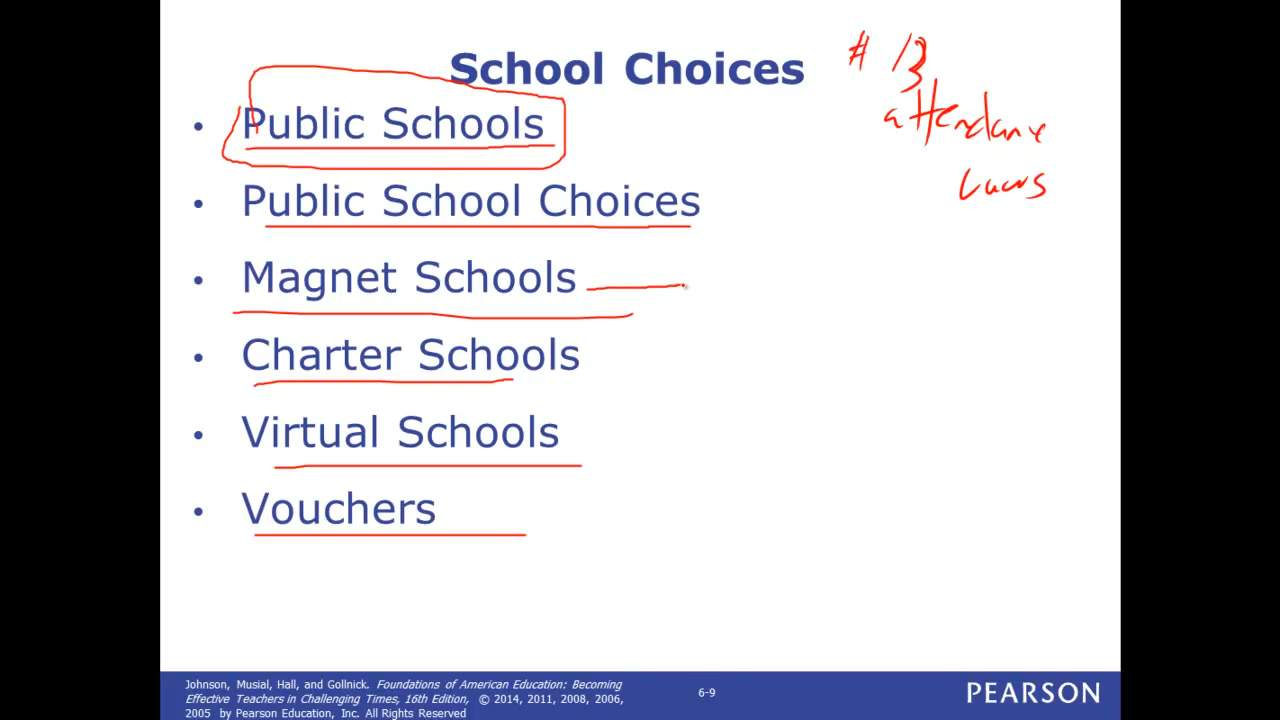 School Choices
# 13
attendance
• Public Schools
• Public School Choices
• Magnet Schools
• Charter Schools
• Virtual Schools
• Vouchers
Johnson, Musial, Hall, and Gollnick. Foundations of American Education: Becoming
Effective Teachers in Challenging Times, 16th Edition, © 2014, 2011, 2008, 2006,
2005 by Pearson Education, Inc. All Rights Reserved
6-9
PEARSON